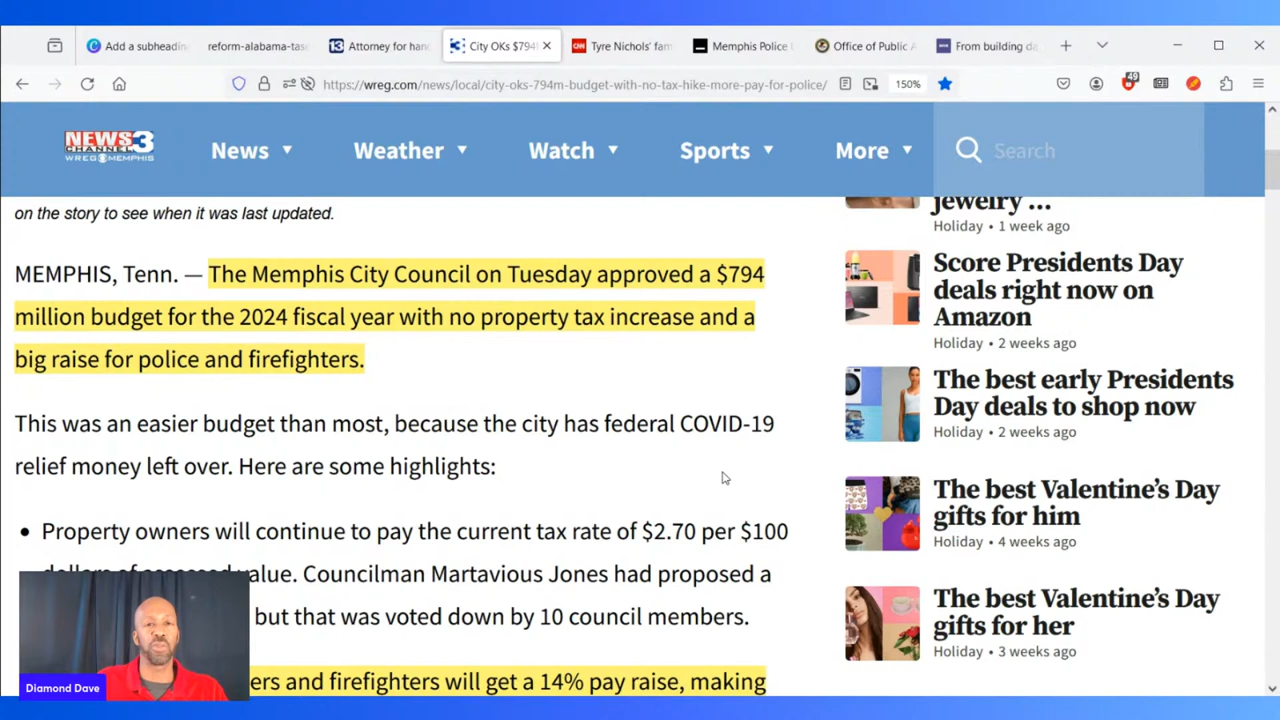 Add a subheadin
reform-alabama-tas
13 Attorney for han
City OKs $794
CNN Tyre Nichols' fam
Memphis Police
Office of Public A
From building da
https://wreg.com/news/local/city-oks-794m-budget-with-no-tax-hike-more-pay-for-police/
150%
49
NEWS 3
CHANNEL
WREG MEMPHIS
News
Weather
Watch
Sports
More
Search
on the story to see when it was last updated.
MEMPHIS, Tenn. — The Memphis City Council on Tuesday approved a $794
million budget for the 2024 fiscal year with no property tax increase and a
big raise for police and firefighters.
This was an easier budget than most, because the city has federal COVID-19
relief money left over. Here are some highlights:
• Property owners will continue to pay the current tax rate of $2.70 per $100
dollars of assessed value. Councilman Martavious Jones had proposed a
but that was voted down by 10 council members.
ers and firefighters will get a 14% pay raise, making
jewelry ...
Holiday • 1 week ago
Score Presidents Day
deals right now on
Amazon
Holiday • 2 weeks ago
The best early Presidents
Day deals to shop now
Holiday • 2 weeks ago
The best Valentine's Day
gifts for him
Holiday • 4 weeks ago
The best Valentine's Day
gifts for her
Holiday • 3 weeks ago
Diamond Dave